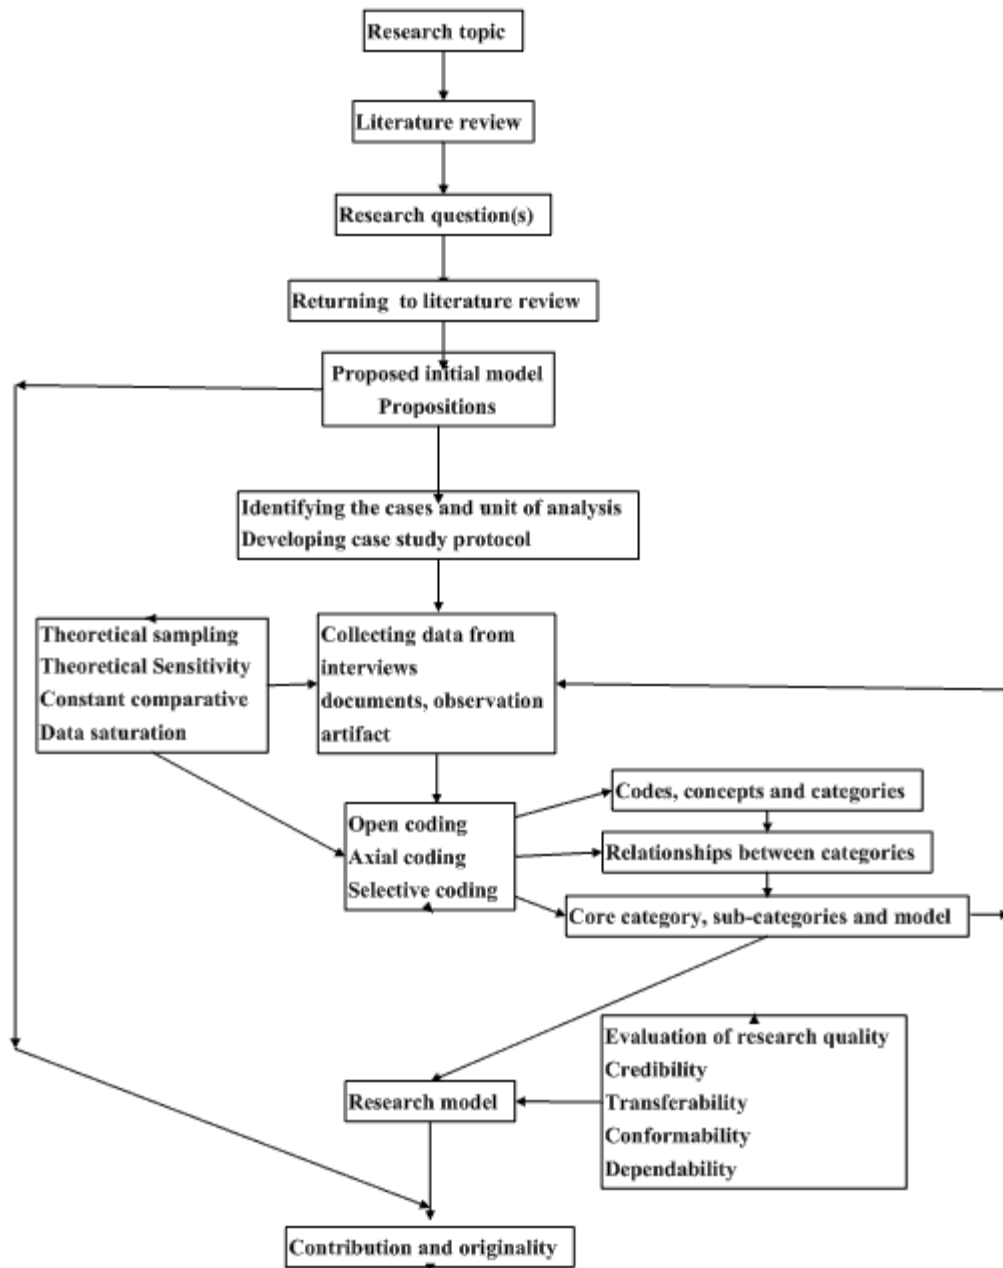 Research topic
Literature review
Research question(s)
Returning to literature review
Proposed initial model
Propositions
Identifying the cases and unit of analysis
Developing case study protocol
Theoretical sampling
Theoretical Sensitivity
Constant comparative
Data saturation
Collecting data from
interviews
documents, observation
artifact
Open coding
Axial coding
Selective coding
Codes, concepts and categories
Relationships between categories
Core category, sub-categories and model
Evaluation of research quality
Credibility
Transferability
Conformability
Dependability
Research model
Contribution and originality